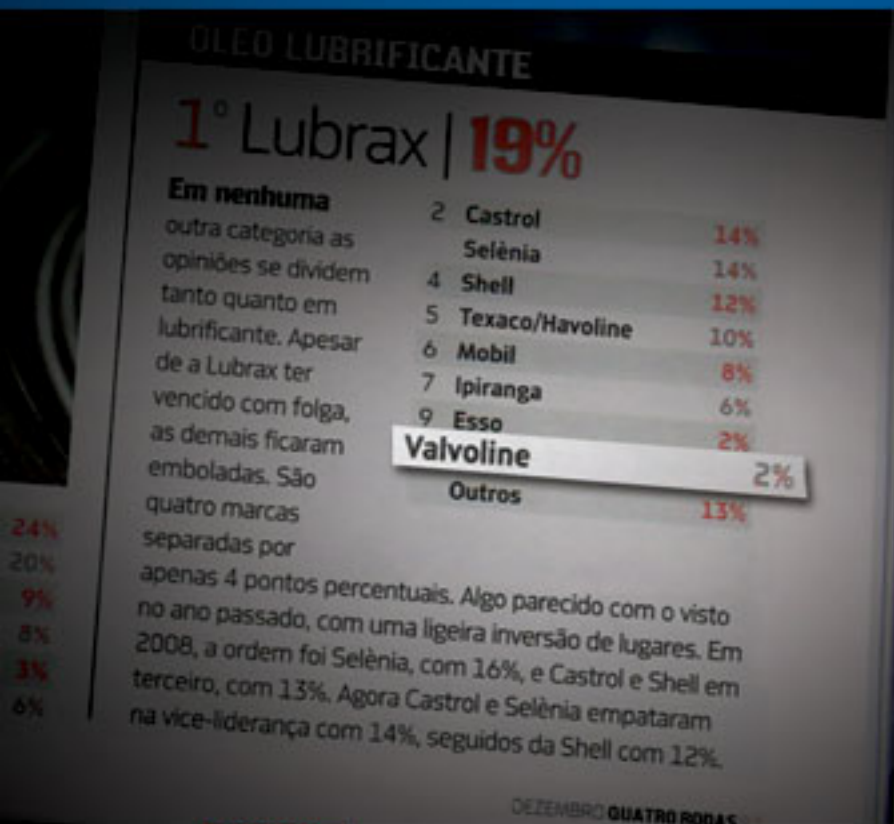 ÓLEO LUBRIFICANTE
1º Lubrax | 19%
Em nenhuma
outra categoria as
opiniões se dividem
tanto quanto em
lubrificante. Apesar
de a Lubrax ter
vencido com folga,
as demais ficaram
emboladas. São
quatro marcas
separadas por
apenas 4 pontos percentuais. Algo parecido com o visto
no ano passado, com uma ligeira inversão de lugares. Em
2008, a ordem foi Selènia, com 16%, e Castrol e Shell em
terceiro, com 13%. Agora Castrol e Selènia empataram
na vice-liderança com 14%, seguidos da Shell com 12%.
2 Castrol 14%
Selènia 14%
4 Shell 12%
5 Texaco/Havoline 10%
6 Mobil 8%
7 Ipiranga 6%
9 Esso 2%
Valvoline 2%
Outros 13%
24%
20%
9%
8%
3%
6%
DEZEMBRO QUATRO RODAS